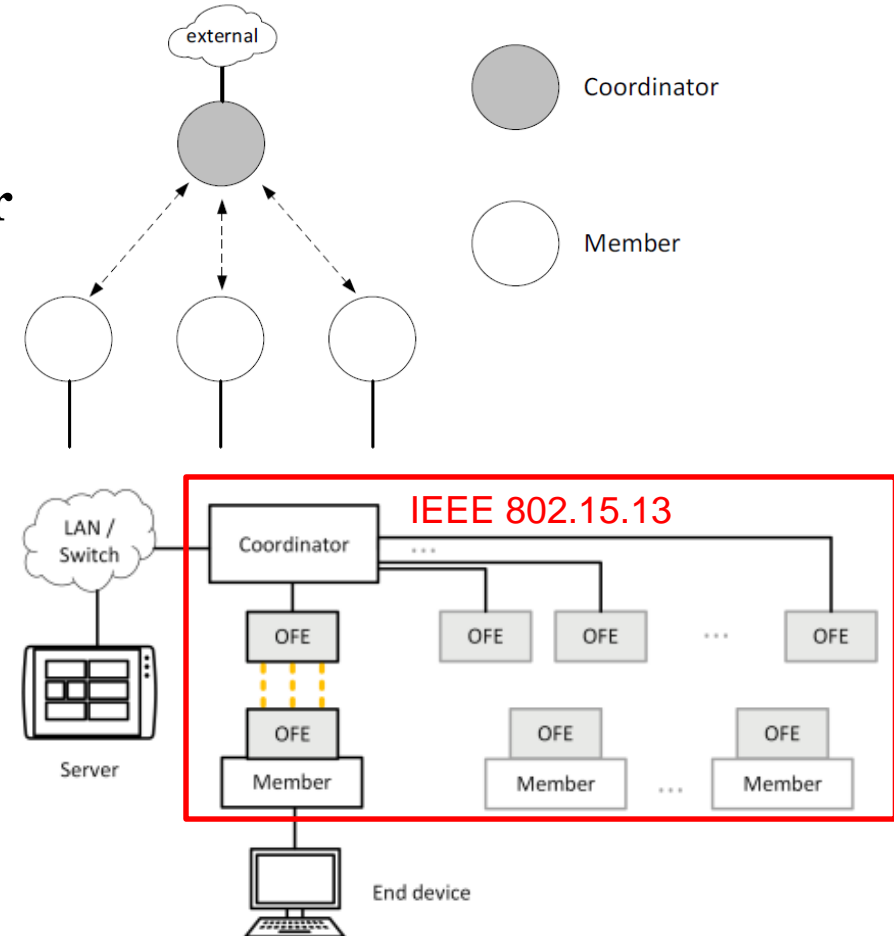 external
Coordinator
r
Member
IEEE 802.15.13
LAN /
Switch
Coordinator
...
OFE
OFE
OFE
...
OFE
OFE
OFE
OFE
Server
Member
Member
...
Member
End device